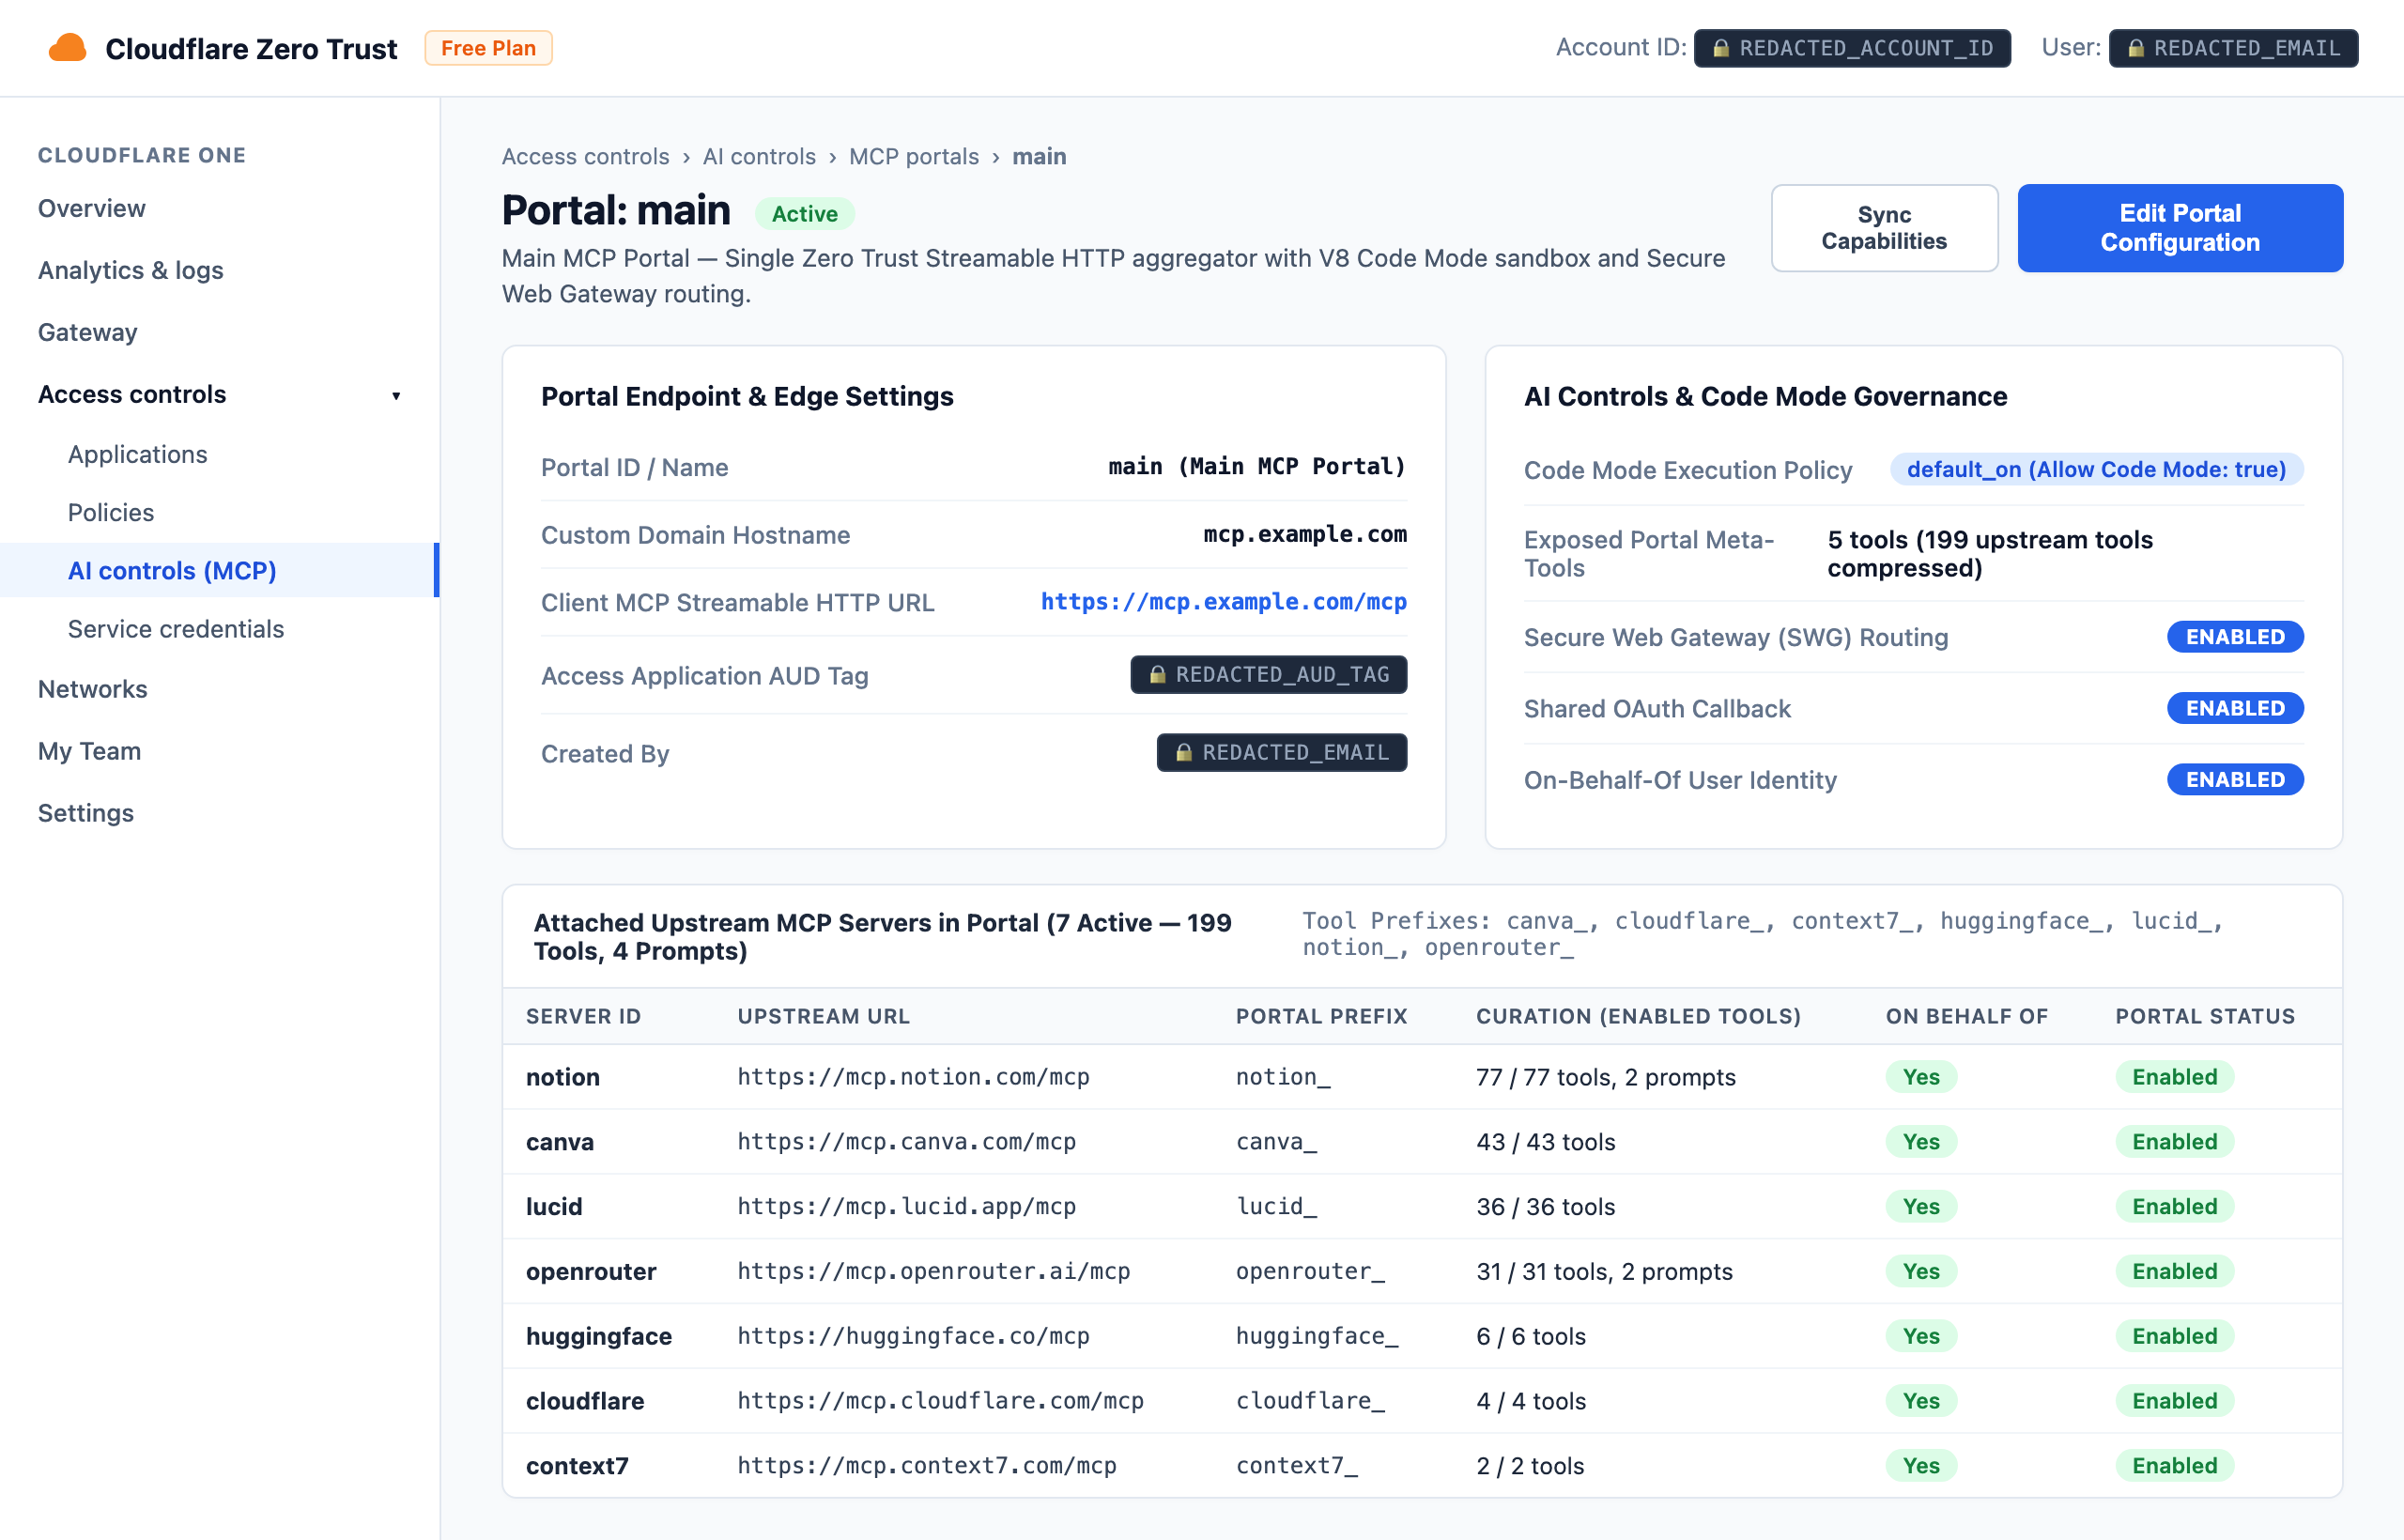 Cloudflare Zero Trust
Free Plan
Account ID: 🔒 REDACTED_ACCOUNT_ID
User: 🔒 REDACTED_EMAIL
CLOUDFLARE ONE
Overview
Analytics & logs
Gateway
Access controls ▾
Applications
Policies
AI controls (MCP)
Service credentials
Networks
My Team
Settings
Access controls › AI controls › MCP portals › main
Portal: main
Active
Main MCP Portal — Single Zero Trust Streamable HTTP aggregator with V8 Code Mode sandbox and Secure
Web Gateway routing.
Sync
Capabilities
Edit Portal
Configuration
Portal Endpoint & Edge Settings
Portal ID / Name main (Main MCP Portal)
Custom Domain Hostname mcp.example.com
Client MCP Streamable HTTP URL https://mcp.example.com/mcp
Access Application AUD Tag 🔒 REDACTED_AUD_TAG
Created By 🔒 REDACTED_EMAIL
AI Controls & Code Mode Governance
Code Mode Execution Policy default_on (Allow Code Mode: true)
Exposed Portal Meta-
Tools
5 tools (199 upstream tools
compressed)
Secure Web Gateway (SWG) Routing ENABLED
Shared OAuth Callback ENABLED
On-Behalf-Of User Identity ENABLED
Attached Upstream MCP Servers in Portal (7 Active — 199
Tools, 4 Prompts)
Tool Prefixes: canva_, cloudflare_, context7_, huggingface_, lucid_,
notion_, openrouter_
SERVER ID UPSTREAM URL PORTAL PREFIX CURATION (ENABLED TOOLS) ON BEHALF OF PORTAL STATUS
notion https://mcp.notion.com/mcp notion_ 77 / 77 tools, 2 prompts Yes Enabled
canva https://mcp.canva.com/mcp canva_ 43 / 43 tools Yes Enabled
lucid https://mcp.lucid.app/mcp lucid_ 36 / 36 tools Yes Enabled
openrouter https://mcp.openrouter.ai/mcp openrouter_ 31 / 31 tools, 2 prompts Yes Enabled
huggingface https://huggingface.co/mcp huggingface_ 6 / 6 tools Yes Enabled
cloudflare https://mcp.cloudflare.com/mcp cloudflare_ 4 / 4 tools Yes Enabled
context7 https://mcp.context7.com/mcp context7_ 2 / 2 tools Yes Enabled